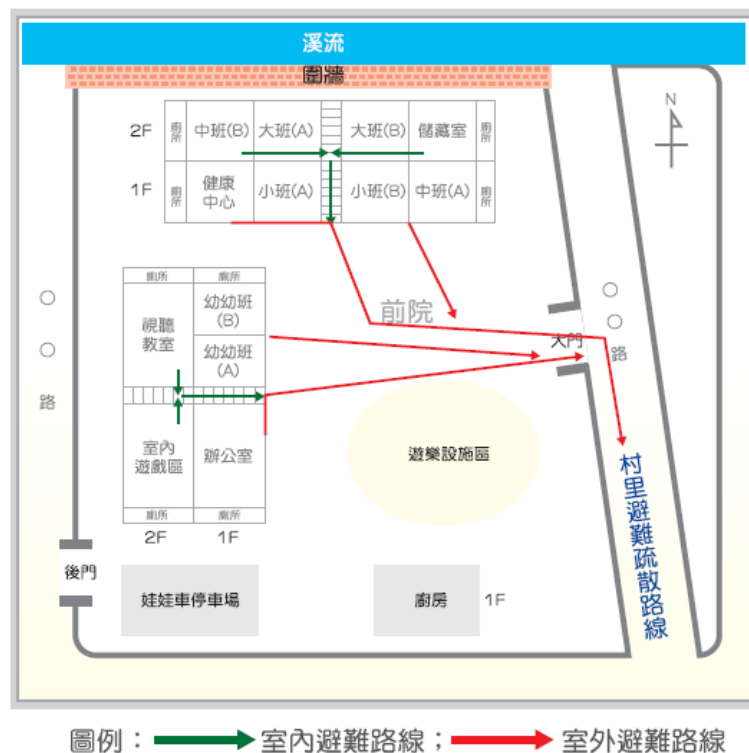 溪流
圍牆
N
2F
廁所
中班(B)
大班(A)
大班(B)
儲藏室
廁所
1F
廁所
健康
中心
小班(A)
小班(B)
中班(A)
廁所
廁所
廁所
視聽
教室
幼幼班
(B)
幼幼班
(A)
室內
遊戲區
辦公室
廁所
廁所
2F
1F
前院
大門
○
○
路
○
○
路
遊樂設施區
村里避難疏散路線
後門
娃娃車停車場
廚房
1F
圖例：室內避難路線；室外避難路線